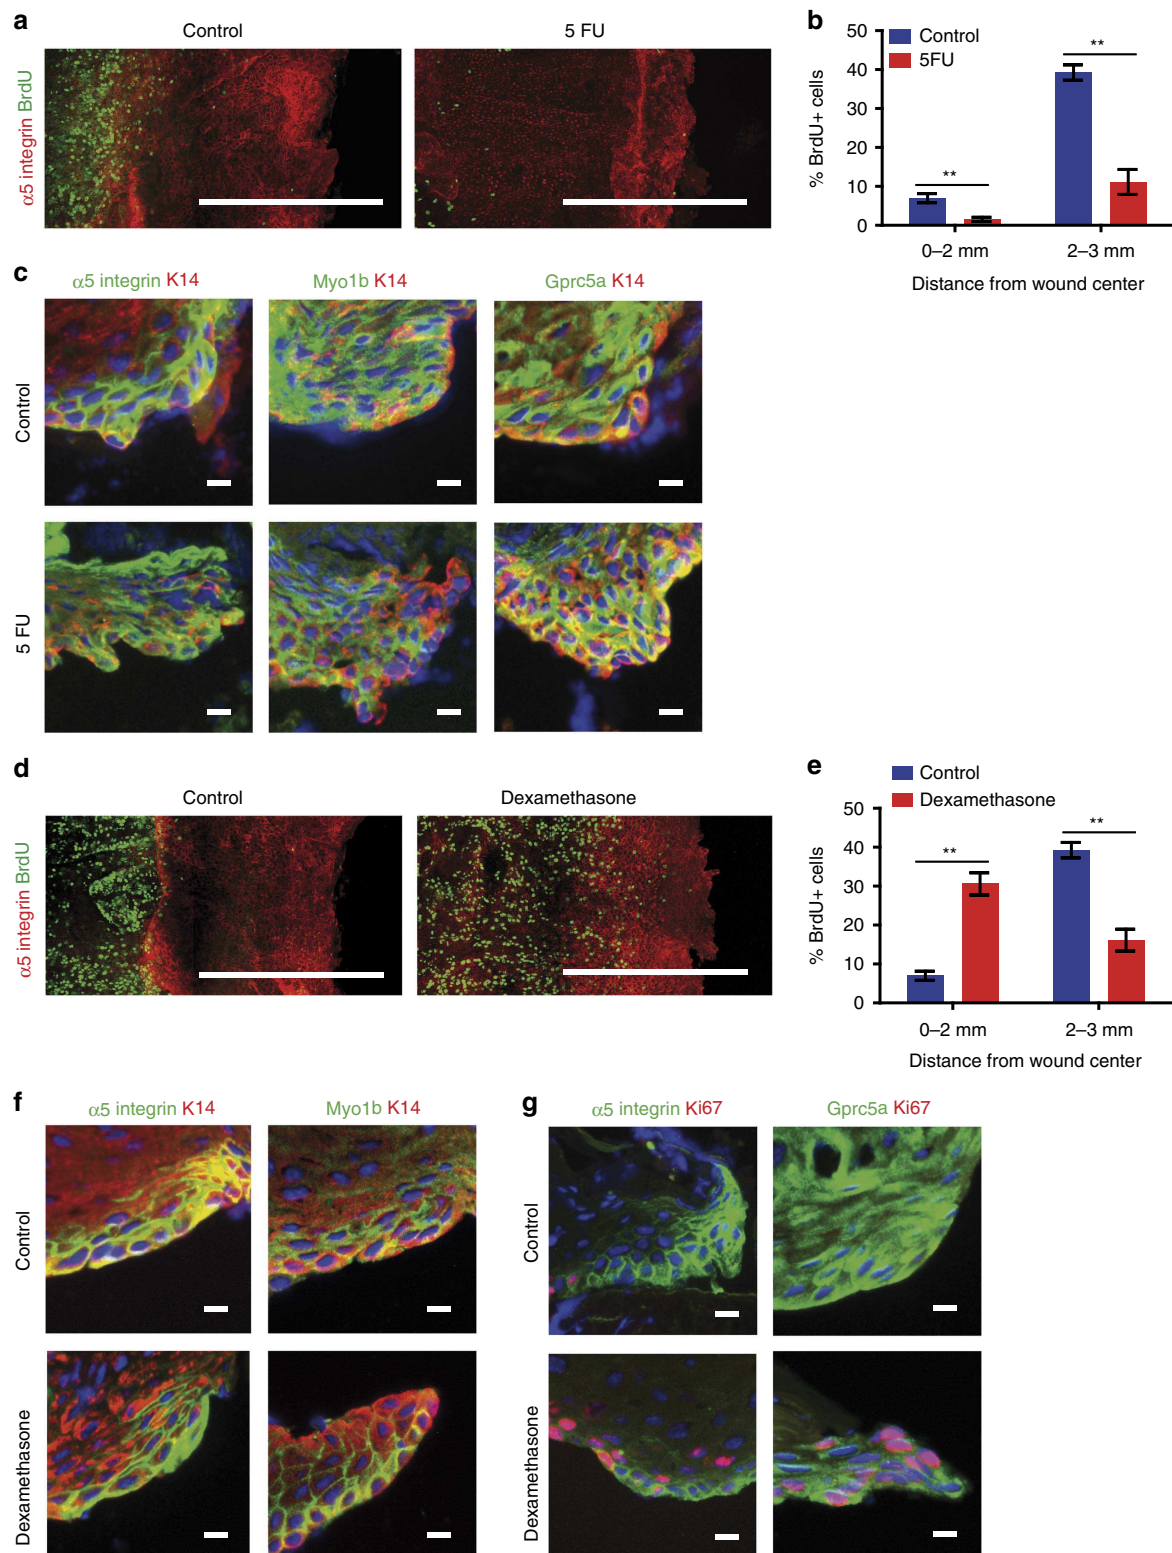 a
Control
5 FU
α5 integrin BrdU
b
50
40
30
20
10
0
% BrdU+ cells
Control
5FU
**
**
0–2 mm
2–3 mm
Distance from wound center
c
α5 integrin K14
Myo1b K14
Gprc5a K14
Control
5 FU
d
Control
Dexamethasone
α5 integrin BrdU
e
Control
Dexamethasone
50
40
30
20
10
0
% BrdU+ cells
**
**
0–2 mm
2–3 mm
Distance from wound center
f
α5 integrin K14
Myo1b K14
Control
Dexamethasone
g
α5 integrin Ki67
Gprc5a Ki67
Control
Dexamethasone